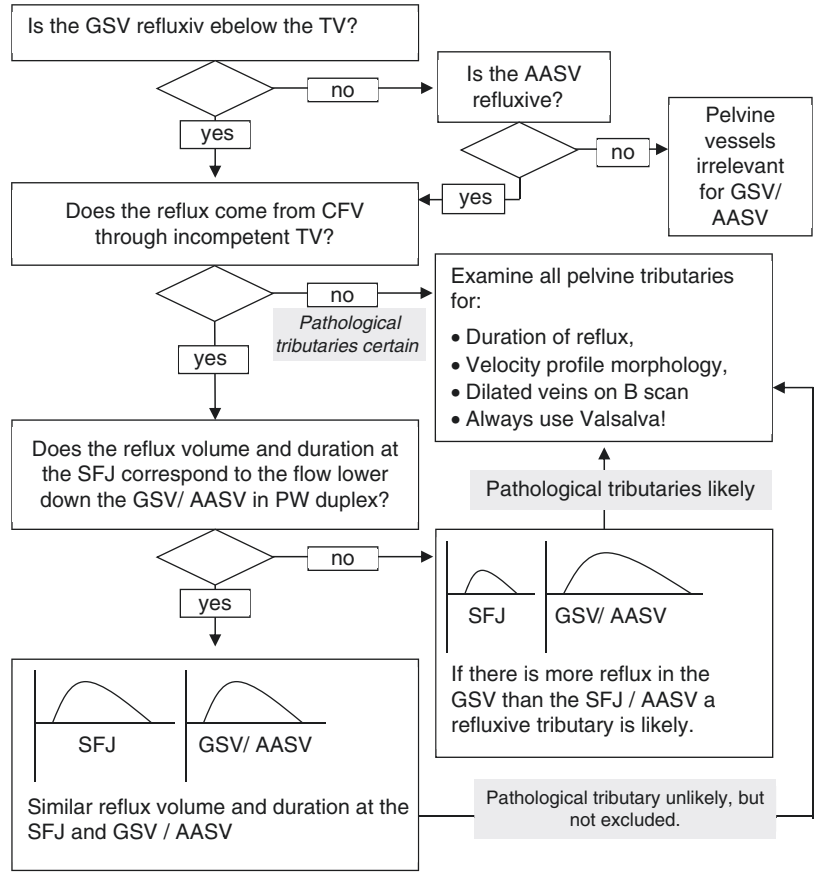 Is the GSV refluxiv ebelow the TV?
no
yes
Is the AASV
refluxive?
no
yes
Pelvine
vessels
irrelevant
for GSV/
AASV
Does the reflux come from CFV
through incompetent TV?
no
Pathological
tributaries certain
yes
Examine all pelvine tributaries
for:
• Duration of reflux,
• Velocity profile morphology,
• Dilated veins on B scan
• Always use Valsalva!
Does the reflux volume and duration at
the SFJ correspond to the flow lower
down the GSV/ AASV in PW duplex?
no
yes
Pathological tributaries likely
SFJ
GSV/ AASV
If there is more reflux in the
GSV than the SFJ / AASV a
refluxive tributary is likely.
SFJ
GSV/ AASV
Similar reflux volume and duration at the
SFJ and GSV / AASV
Pathological tributary unlikely, but
not excluded.